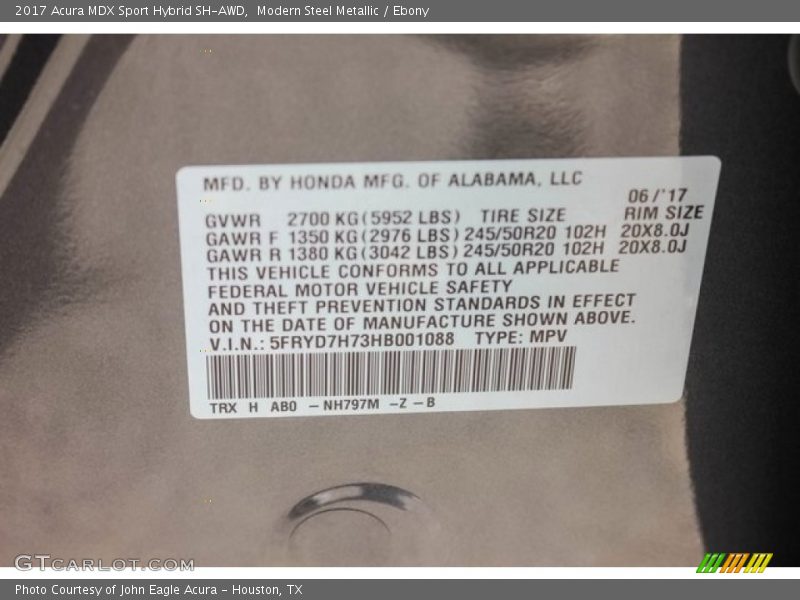 2017 Acura MDX Sport Hybrid SH-AWD, Modern Steel Metallic / Ebony
MFD. BY HONDA MFG. OF ALABAMA, LLC
06/'17
GVWR 2700 KG(5952 LBS) TIRE SIZE RIM SIZE
GAWR F 1350 KG(2976 LBS) 245/50R20 102H 20X8.0J
GAWR R 1380 KG(3042 LBS) 245/50R20 102H 20X8.0J
THIS VEHICLE CONFORMS TO ALL APPLICABLE
FEDERAL MOTOR VEHICLE SAFETY
AND THEFT PREVENTION STANDARDS IN EFFECT
ON THE DATE OF MANUFACTURE SHOWN ABOVE.
V.I.N.: 5FRYD7H73HB001088 TYPE: MPV
TRX H AB0 -NH797M -Z-B
GTCARLOT.COM
Photo Courtesy of John Eagle Acura - Houston, TX